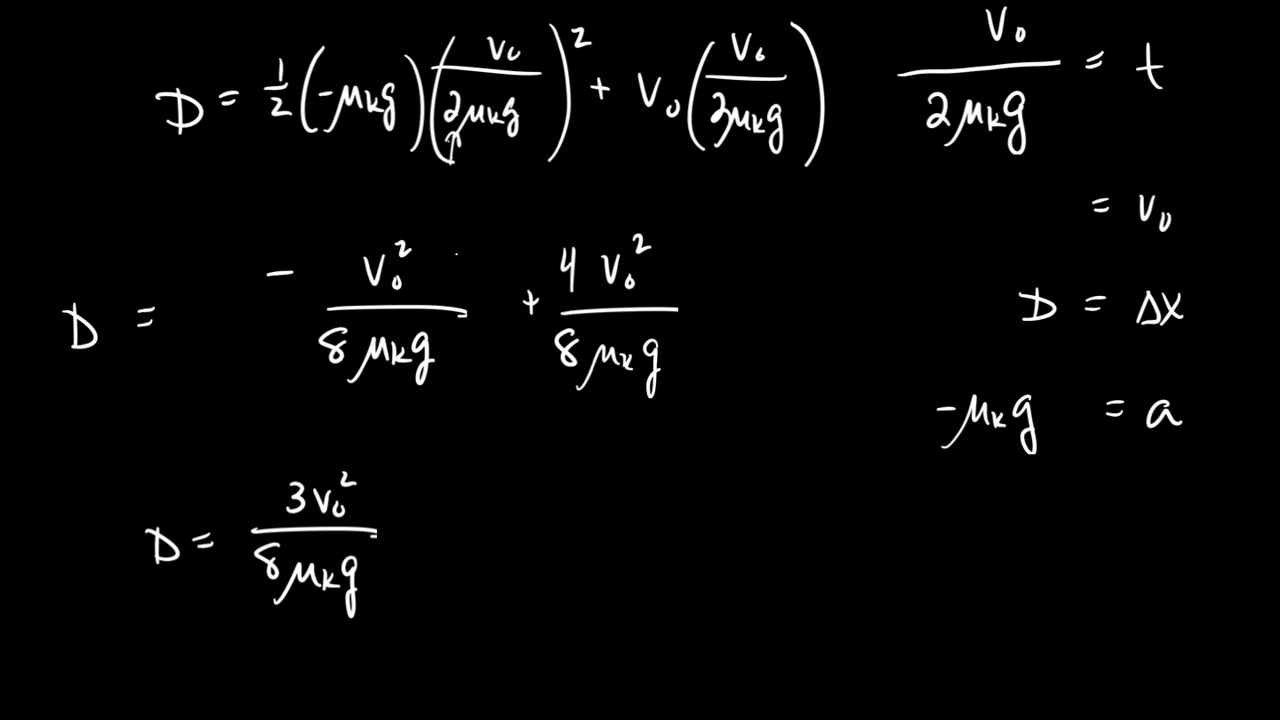 D = 1/2 (-μₖg)(v₀/2μₖg)² + v₀(v₀/2μₖg)
v₀/2μₖg = t
= v₀
D = - v₀²/8μₖg + 4v₀²/8μₖg
D = Δx
-μₖg = a
D = 3v₀²/8μₖg